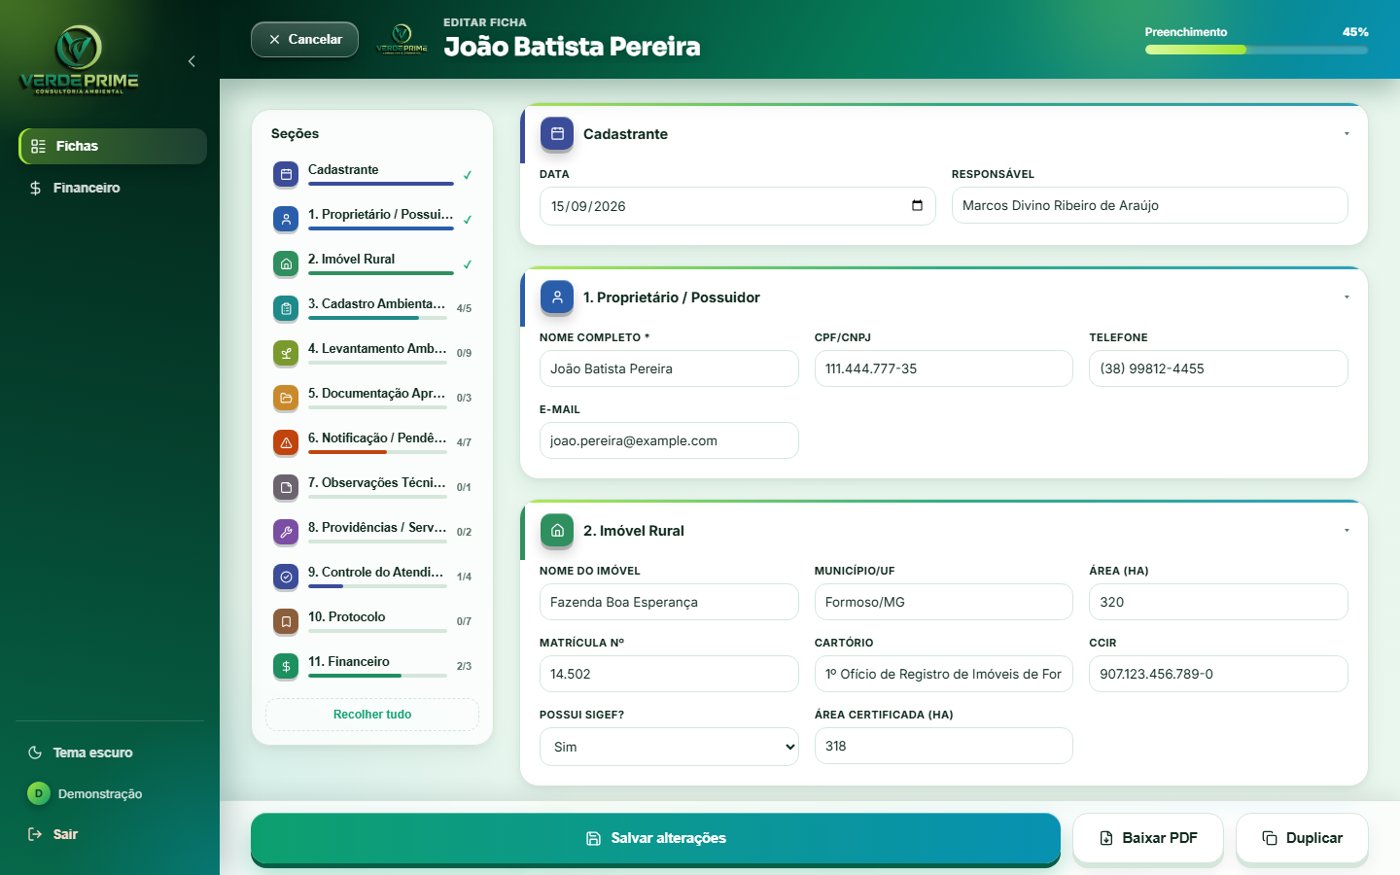 VERDE PRIME
CONSULTORIA AMBIENTAL
Fichas
Financeiro
Tema escuro
D Demonstração
Sair
Cancelar
VERDE PRIME
EDITAR FICHA
João Batista Pereira
Preenchimento 45%
Seções
Cadastrante
1. Proprietário / Possui...
2. Imóvel Rural
3. Cadastro Ambienta... 4/5
4. Levantamento Amb... 0/9
5. Documentação Apr... 0/3
6. Notificação / Pendê... 4/7
7. Observações Técni... 0/1
8. Providências / Serv... 0/2
9. Controle do Atendi... 1/4
10. Protocolo 0/7
11. Financeiro 2/3
Recolher tudo
Cadastrante
DATA RESPONSÁVEL
15/09/2026 Marcos Divino Ribeiro de Araújo
1. Proprietário / Possuidor
NOME COMPLETO * CPF/CNPJ TELEFONE
João Batista Pereira 111.444.777-35 (38) 99812-4455
E-MAIL
joao.pereira@example.com
2. Imóvel Rural
NOME DO IMÓVEL MUNICÍPIO/UF ÁREA (HA)
Fazenda Boa Esperança Formoso/MG 320
MATRÍCULA Nº CARTÓRIO CCIR
14.502 1º Ofício de Registro de Imóveis de For 907.123.456.789-0
POSSUI SIGEF? ÁREA CERTIFICADA (HA)
Sim 318
Salvar alterações Baixar PDF Duplicar